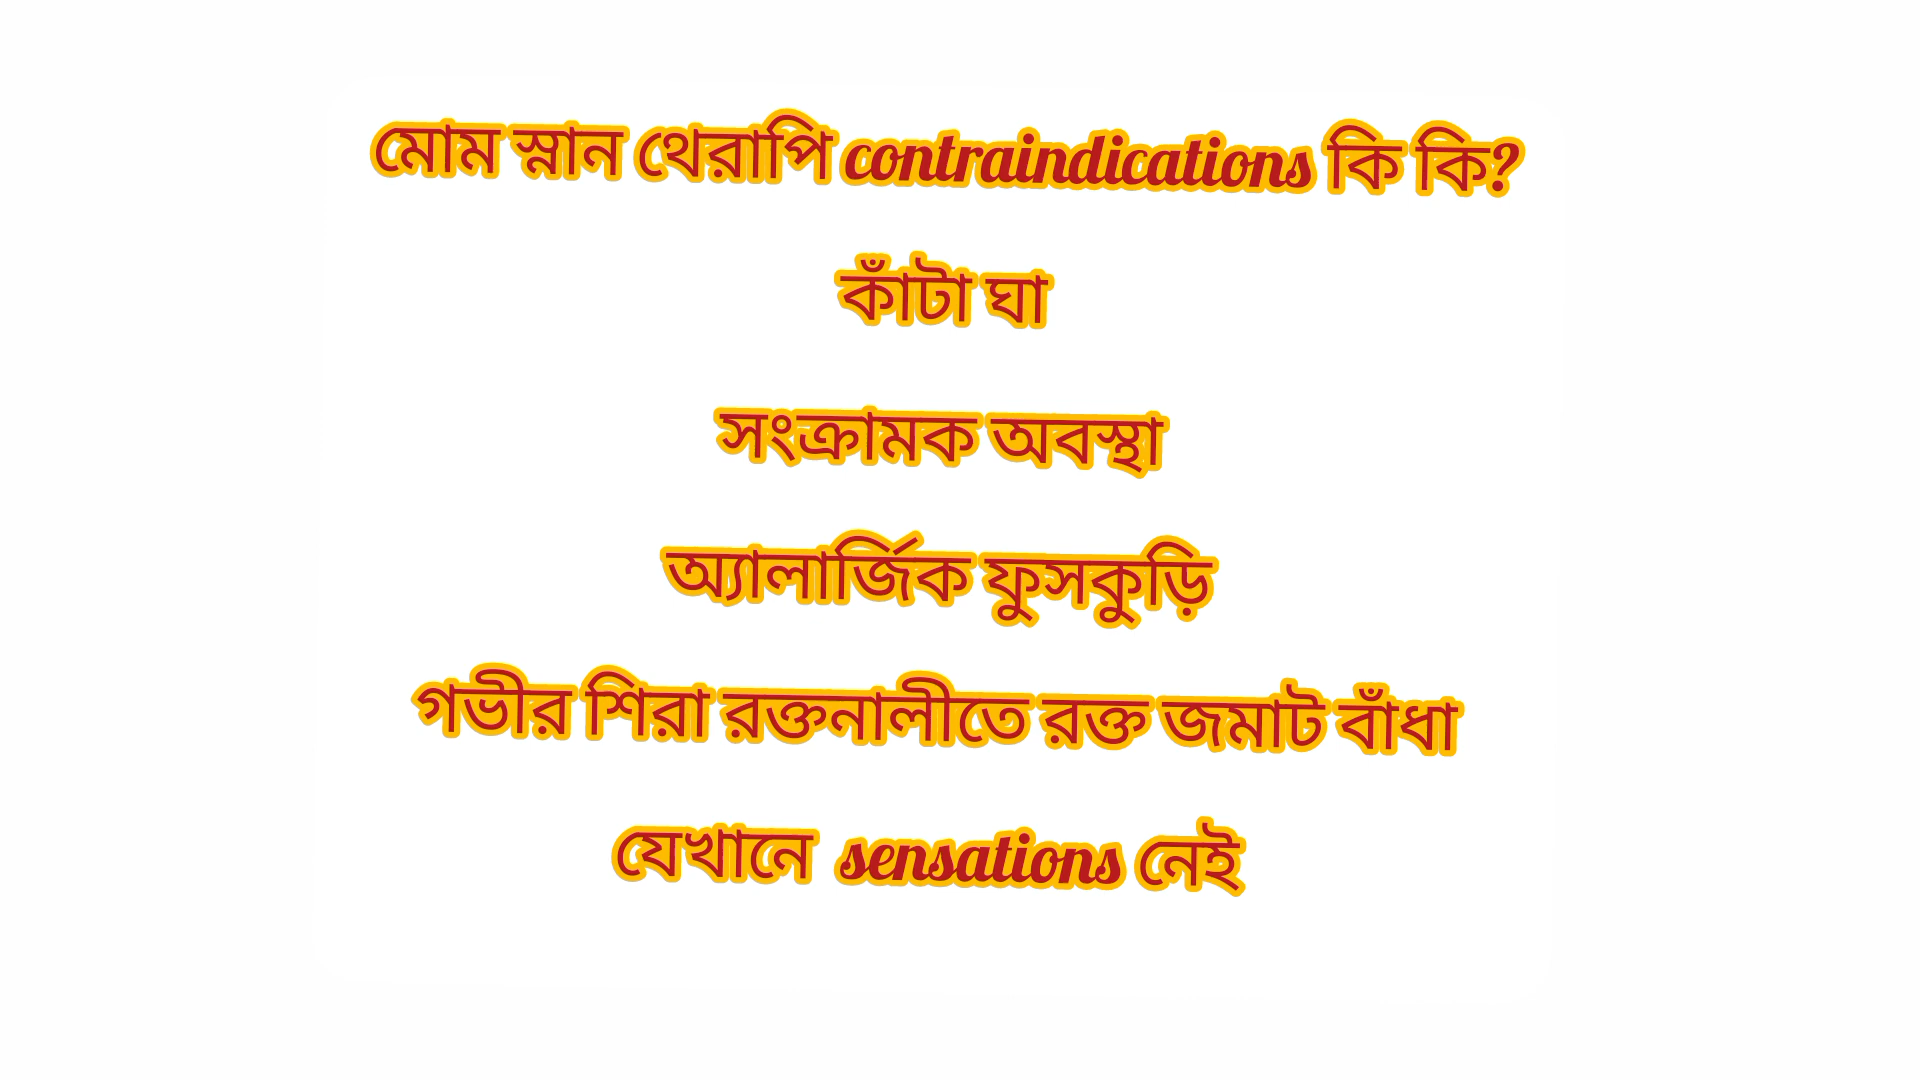 মোম স্নান থেরাপি contraindications কি কি?
কাঁটা ঘা
সংক্রামক অবস্থা
অ্যালার্জিক ফুসকুড়ি
গভীর শিরা রক্তনালীতে রক্ত জমাট বাঁধা
যেখানে sensations নেই